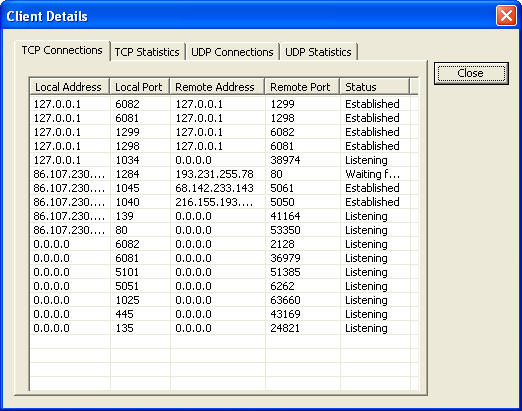 Client Details
TCP Connections TCP Statistics UDP Connections UDP Statistics
Close
Local Address Local Port Remote Address Remote Port Status
127.0.0.1 6082 127.0.0.1 1299 Established
127.0.0.1 6081 127.0.0.1 1298 Established
127.0.0.1 1299 127.0.0.1 6082 Established
127.0.0.1 1298 127.0.0.1 6081 Established
127.0.0.1 1034 0.0.0.0 38974 Listening
86.107.230.... 1284 193.231.255.78 80 Waiting f...
86.107.230.... 1045 68.142.233.143 5061 Established
86.107.230.... 1040 216.155.193.... 5050 Established
86.107.230.... 139 0.0.0.0 41164 Listening
86.107.230.... 80 0.0.0.0 53350 Listening
0.0.0.0 6082 0.0.0.0 2128 Listening
0.0.0.0 6081 0.0.0.0 36979 Listening
0.0.0.0 5101 0.0.0.0 51385 Listening
0.0.0.0 5051 0.0.0.0 6262 Listening
0.0.0.0 1025 0.0.0.0 63660 Listening
0.0.0.0 445 0.0.0.0 43169 Listening
0.0.0.0 135 0.0.0.0 24821 Listening